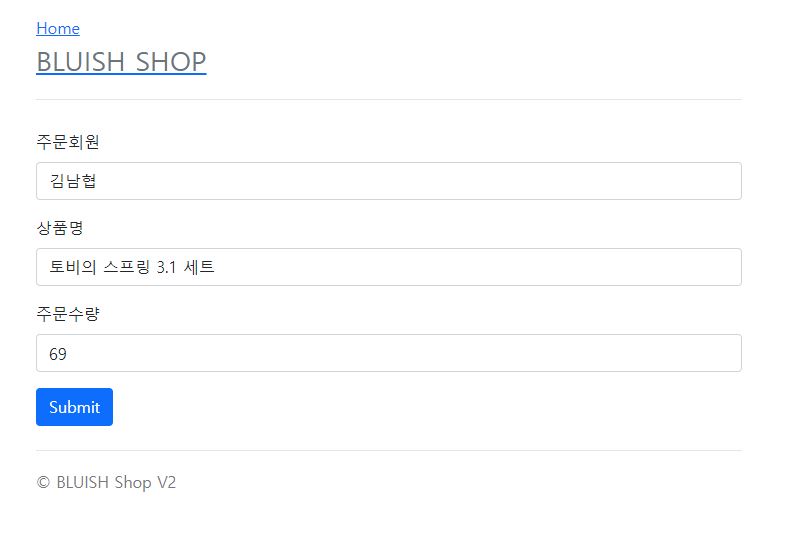 Home
BLUISH SHOP
주문회원
김남협
상품명
토비의 스프링 3.1 세트
주문수량
69
Submit
© BLUISH Shop V2